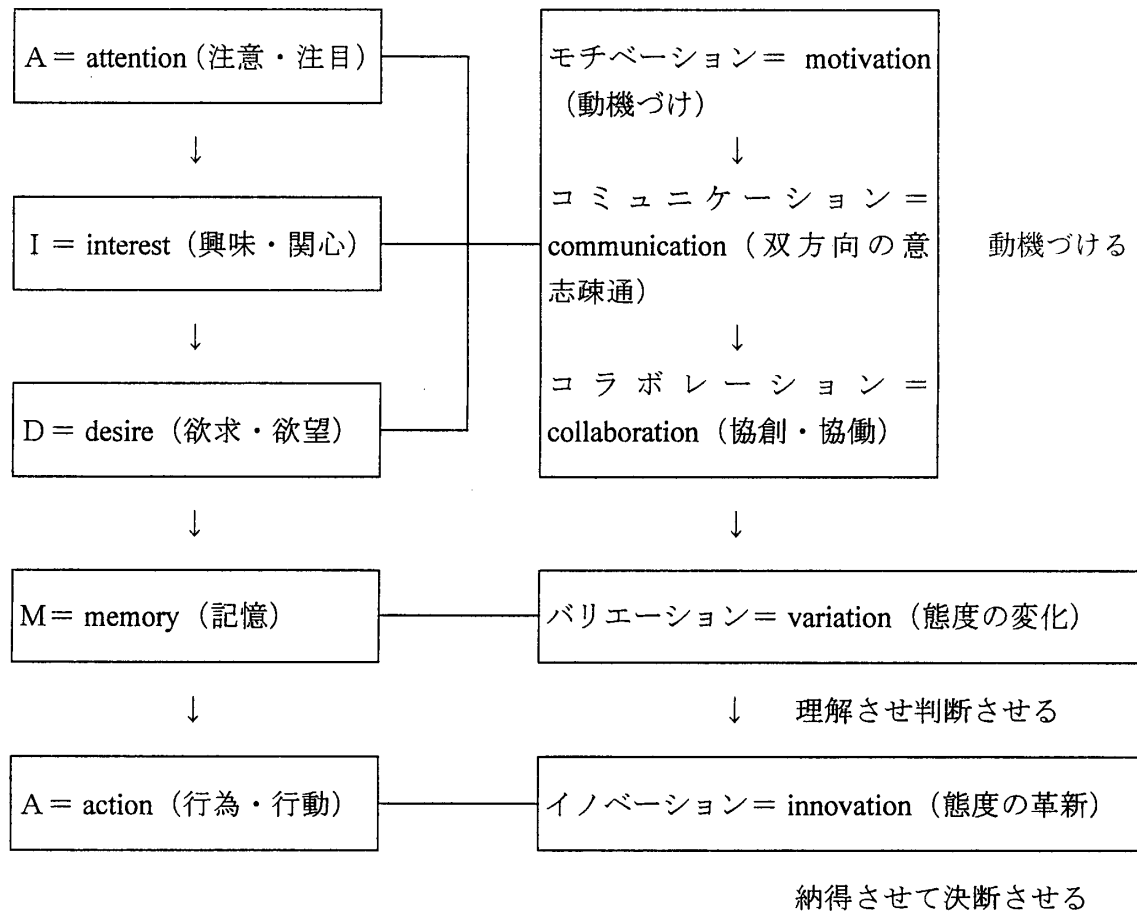 A＝ attention（注意・注目）
↓
I＝ interest（興味・関心）
↓
D＝ desire（欲求・欲望）
↓
M＝ memory（記憶）
↓
A＝ action（行為・行動）
モチベーション＝ motivation
（動機づけ）
↓
コミュニケーション＝
communication（双方向の意
志疎通）
↓
コラボレーション＝
collaboration（協創・協働）
動機づける
↓
バリエーション＝ variation（態度の変化）
↓ 理解させ判断させる
イノベーション＝ innovation（態度の革新）
納得させて決断させる